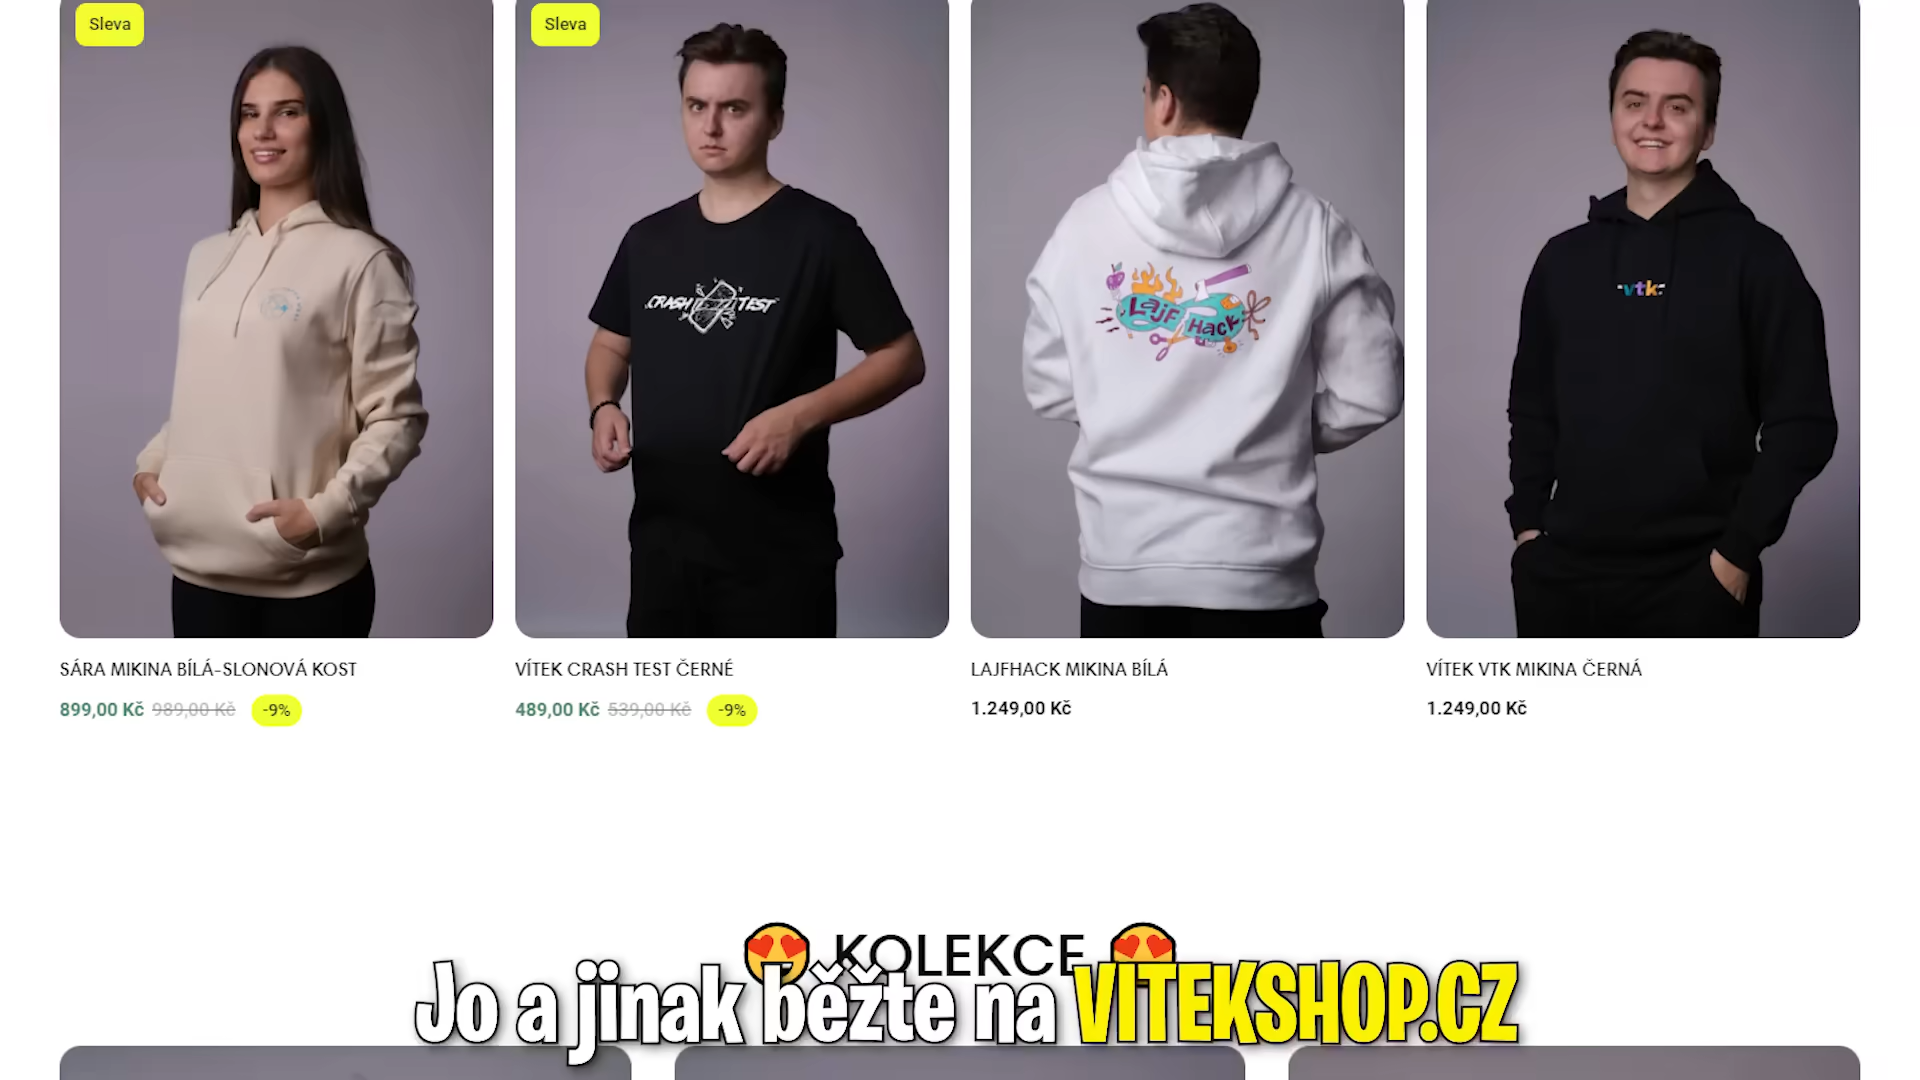 Sleva
Sleva
CRASH TEST
Lajf Hack
-vtk-
SÁRA MIKINA BÍLÁ-SLONOVÁ KOST
899,00 Kč 989,00 Kč -9%
VÍTEK CRASH TEST ČERNÉ
489,00 Kč 539,00 Kč -9%
LAJFHACK MIKINA BÍLÁ
1.249,00 Kč
VÍTEK VTK MIKINA ČERNÁ
1.249,00 Kč
😍 KOLEKCE 😍
Jo a jinak běžte na VITEKSHOP.CZ